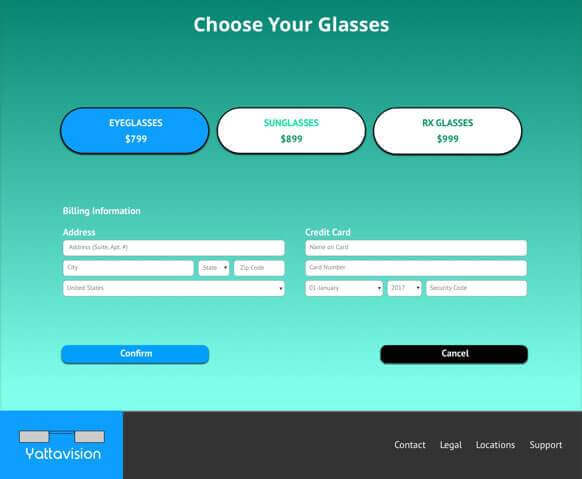 Choose Your Glasses
EYEGLASSES
$799
SUNGLASSES
$899
RX GLASSES
$999
Billing Information
Address
Address (Suite, Apt. #)
City
State
Zip Code
United States
Credit Card
Name on Card
Card Number
01 January
2017
Security Code
Confirm
Cancel
Yattavision
Contact
Legal
Locations
Support